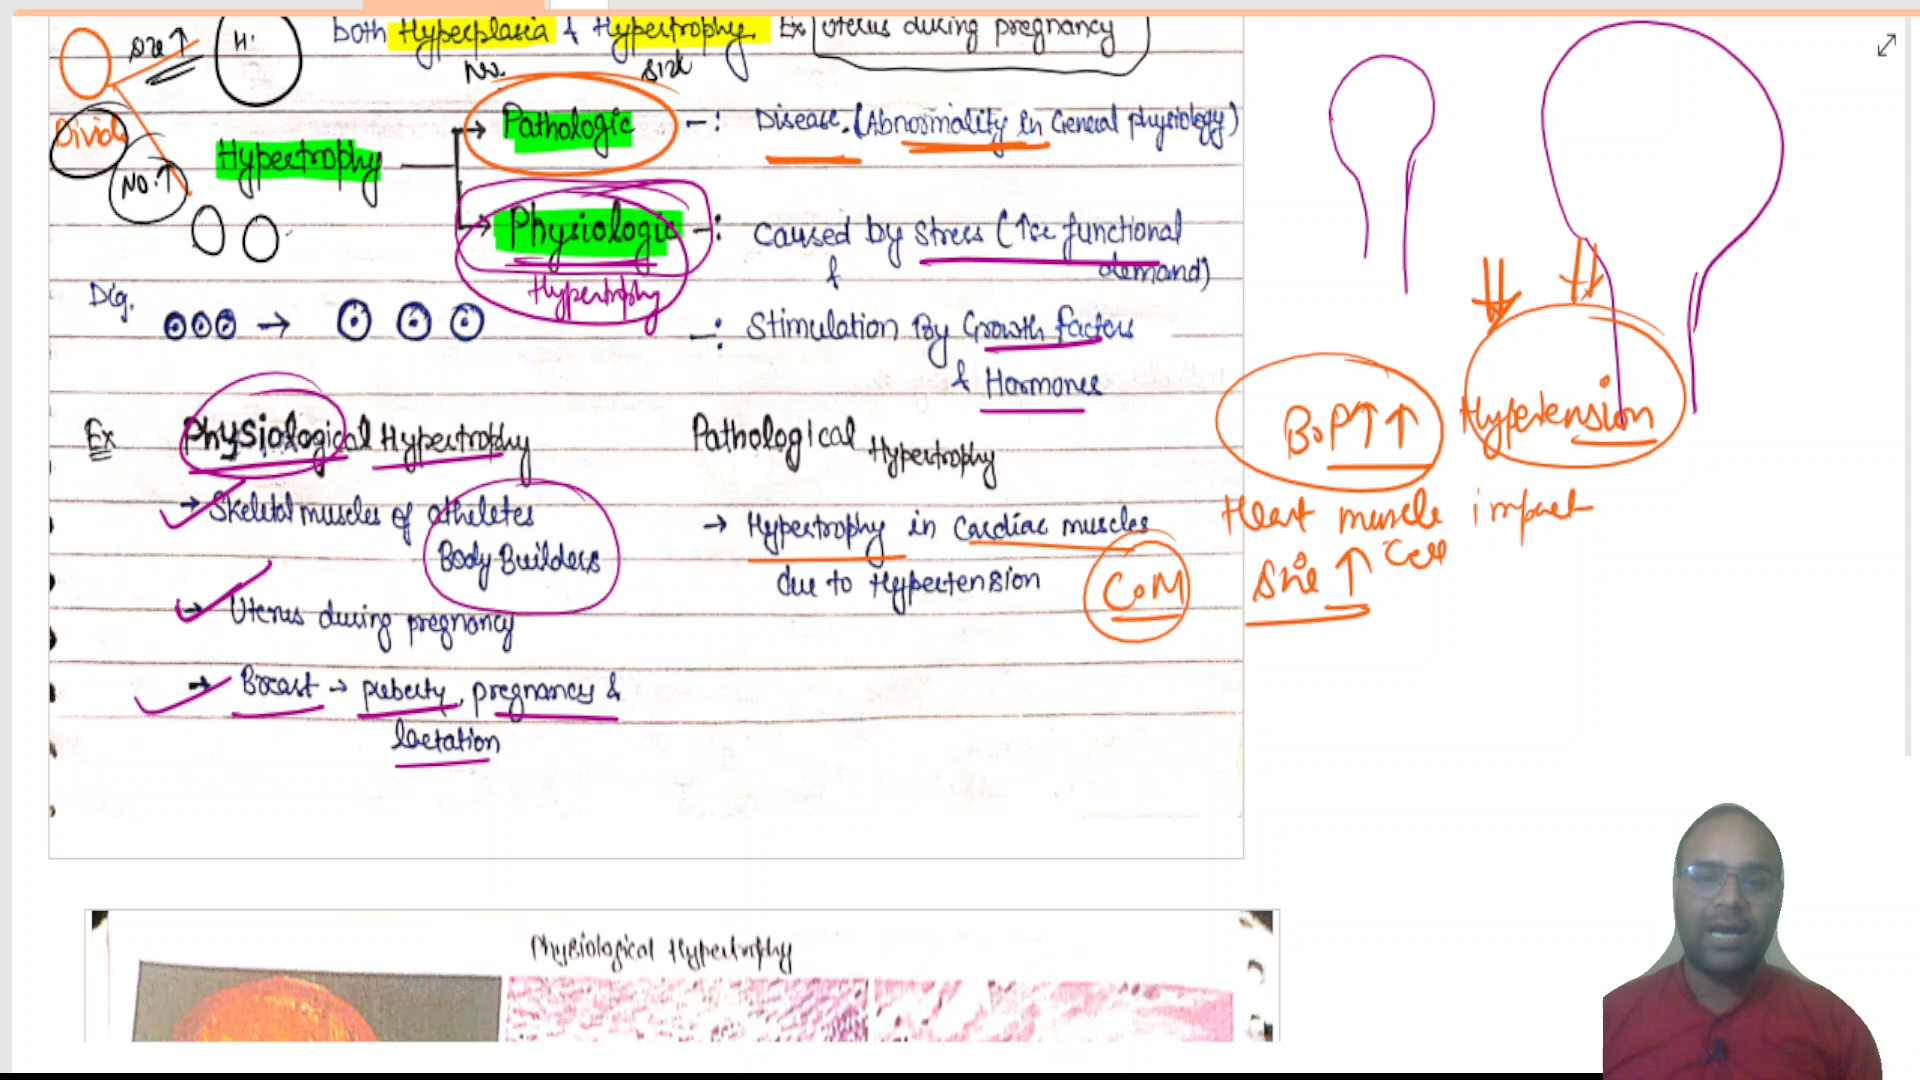 both Hyperplasia & Hypertrophy Ex uterus during pregnancy
size ↑
H.
No. size
Pathologic -: Disease. (Abnormality in General physiology)
Divide
Hypertrophy
No. ↑
Physiologic -: Caused by stress (↑ce functional demand)
&
Hypertrophy
-: Stimulation By Growth factors
& Hormones
Dig.
Ex Physiological Hypertrophy
→ Skeletal muscles of atheletes
Body Builders
→ Uterus during pregnancy
→ Breast → puberty, pregnancy &
lactation
Pathological Hypertrophy
→ Hypertrophy in Cardiac muscles
due to Hypertension
C.M
B.P↑↑
Hypertension
Heart muscle impact
Size ↑ Cell
Physiological Hypertrophy